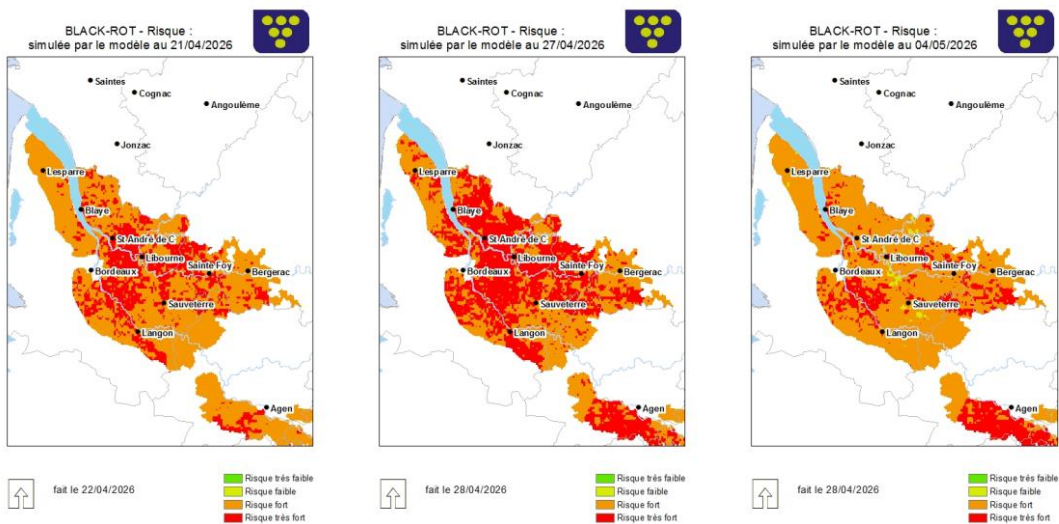 BLACK-ROT - Risque :
simulée par le modèle au 21/04/2026
Saintes
Cognac
Angoulême
Jonzac
Lesparre
Blaye
St André de C
Libourne
Sainte Foy
Bordeaux
Bergerac
Sauveterre
Langon
Agen
fait le 22/04/2026
Risque très faible
Risque faible
Risque fort
Risque très fort
BLACK-ROT - Risque :
simulée par le modèle au 27/04/2026
Saintes
Cognac
Angoulême
Jonzac
Lesparre
Blaye
St André de C
Libourne
Sainte Foy
Bordeaux
Bergerac
Sauveterre
Langon
Agen
fait le 28/04/2026
Risque très faible
Risque faible
Risque fort
Risque très fort
BLACK-ROT - Risque :
simulée par le modèle au 04/05/2026
Saintes
Cognac
Angoulême
Jonzac
Lesparre
Blaye
St André de C
Libourne
Sainte Foy
Bordeaux
Bergerac
Sauveterre
Langon
Agen
fait le 28/04/2026
Risque très faible
Risque faible
Risque fort
Risque très fort